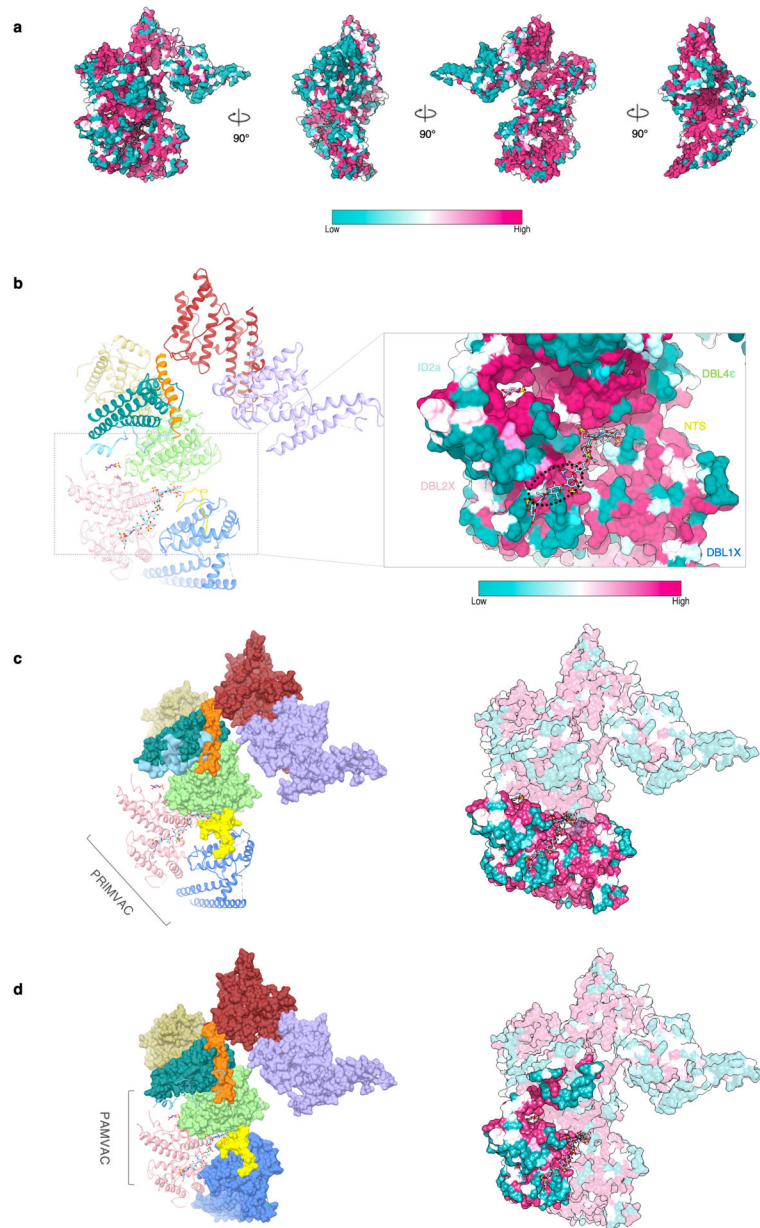 a
90°
90°
90°
Low
High
b
ID2a
DBL4ε
NTS
DBL2X
DBL1X
Low
High
c
PRIMVAC
d
PAMVAC